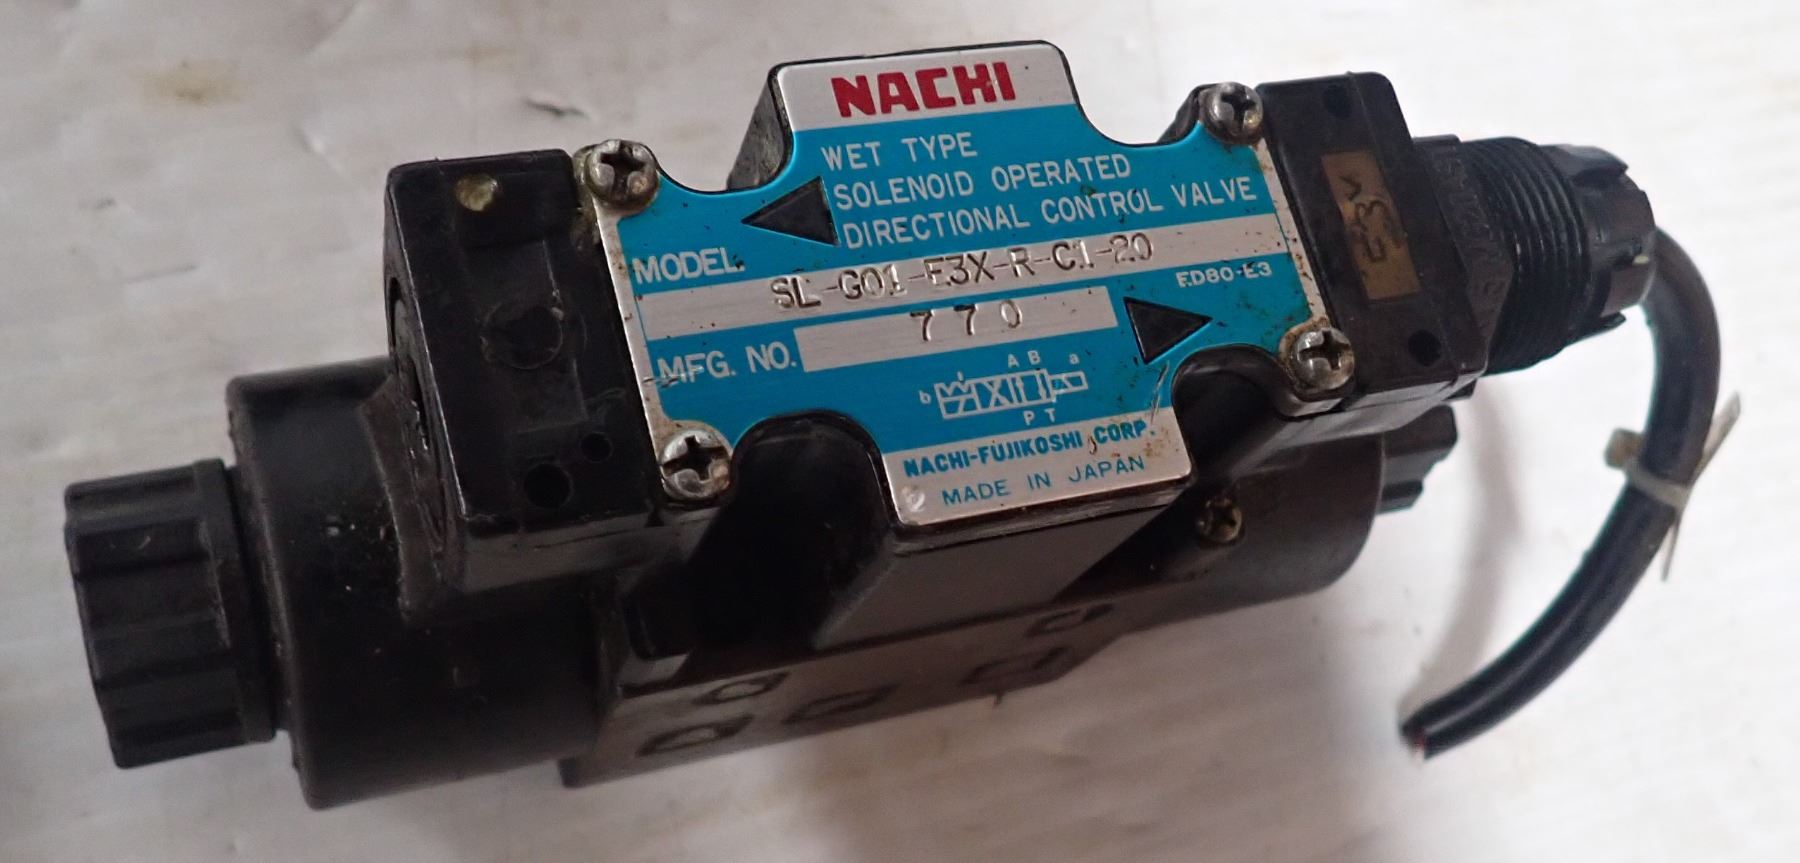 NACHI
WET TYPE
SOLENOID OPERATED
DIRECTIONAL CONTROL VALVE
MODEL.
SL-G01-E3X-R-C1-20
ED80-E3
MFG. NO.
770
A B a
b
P T
NACHI-FUJIKOSHI CORP.
MADE IN JAPAN